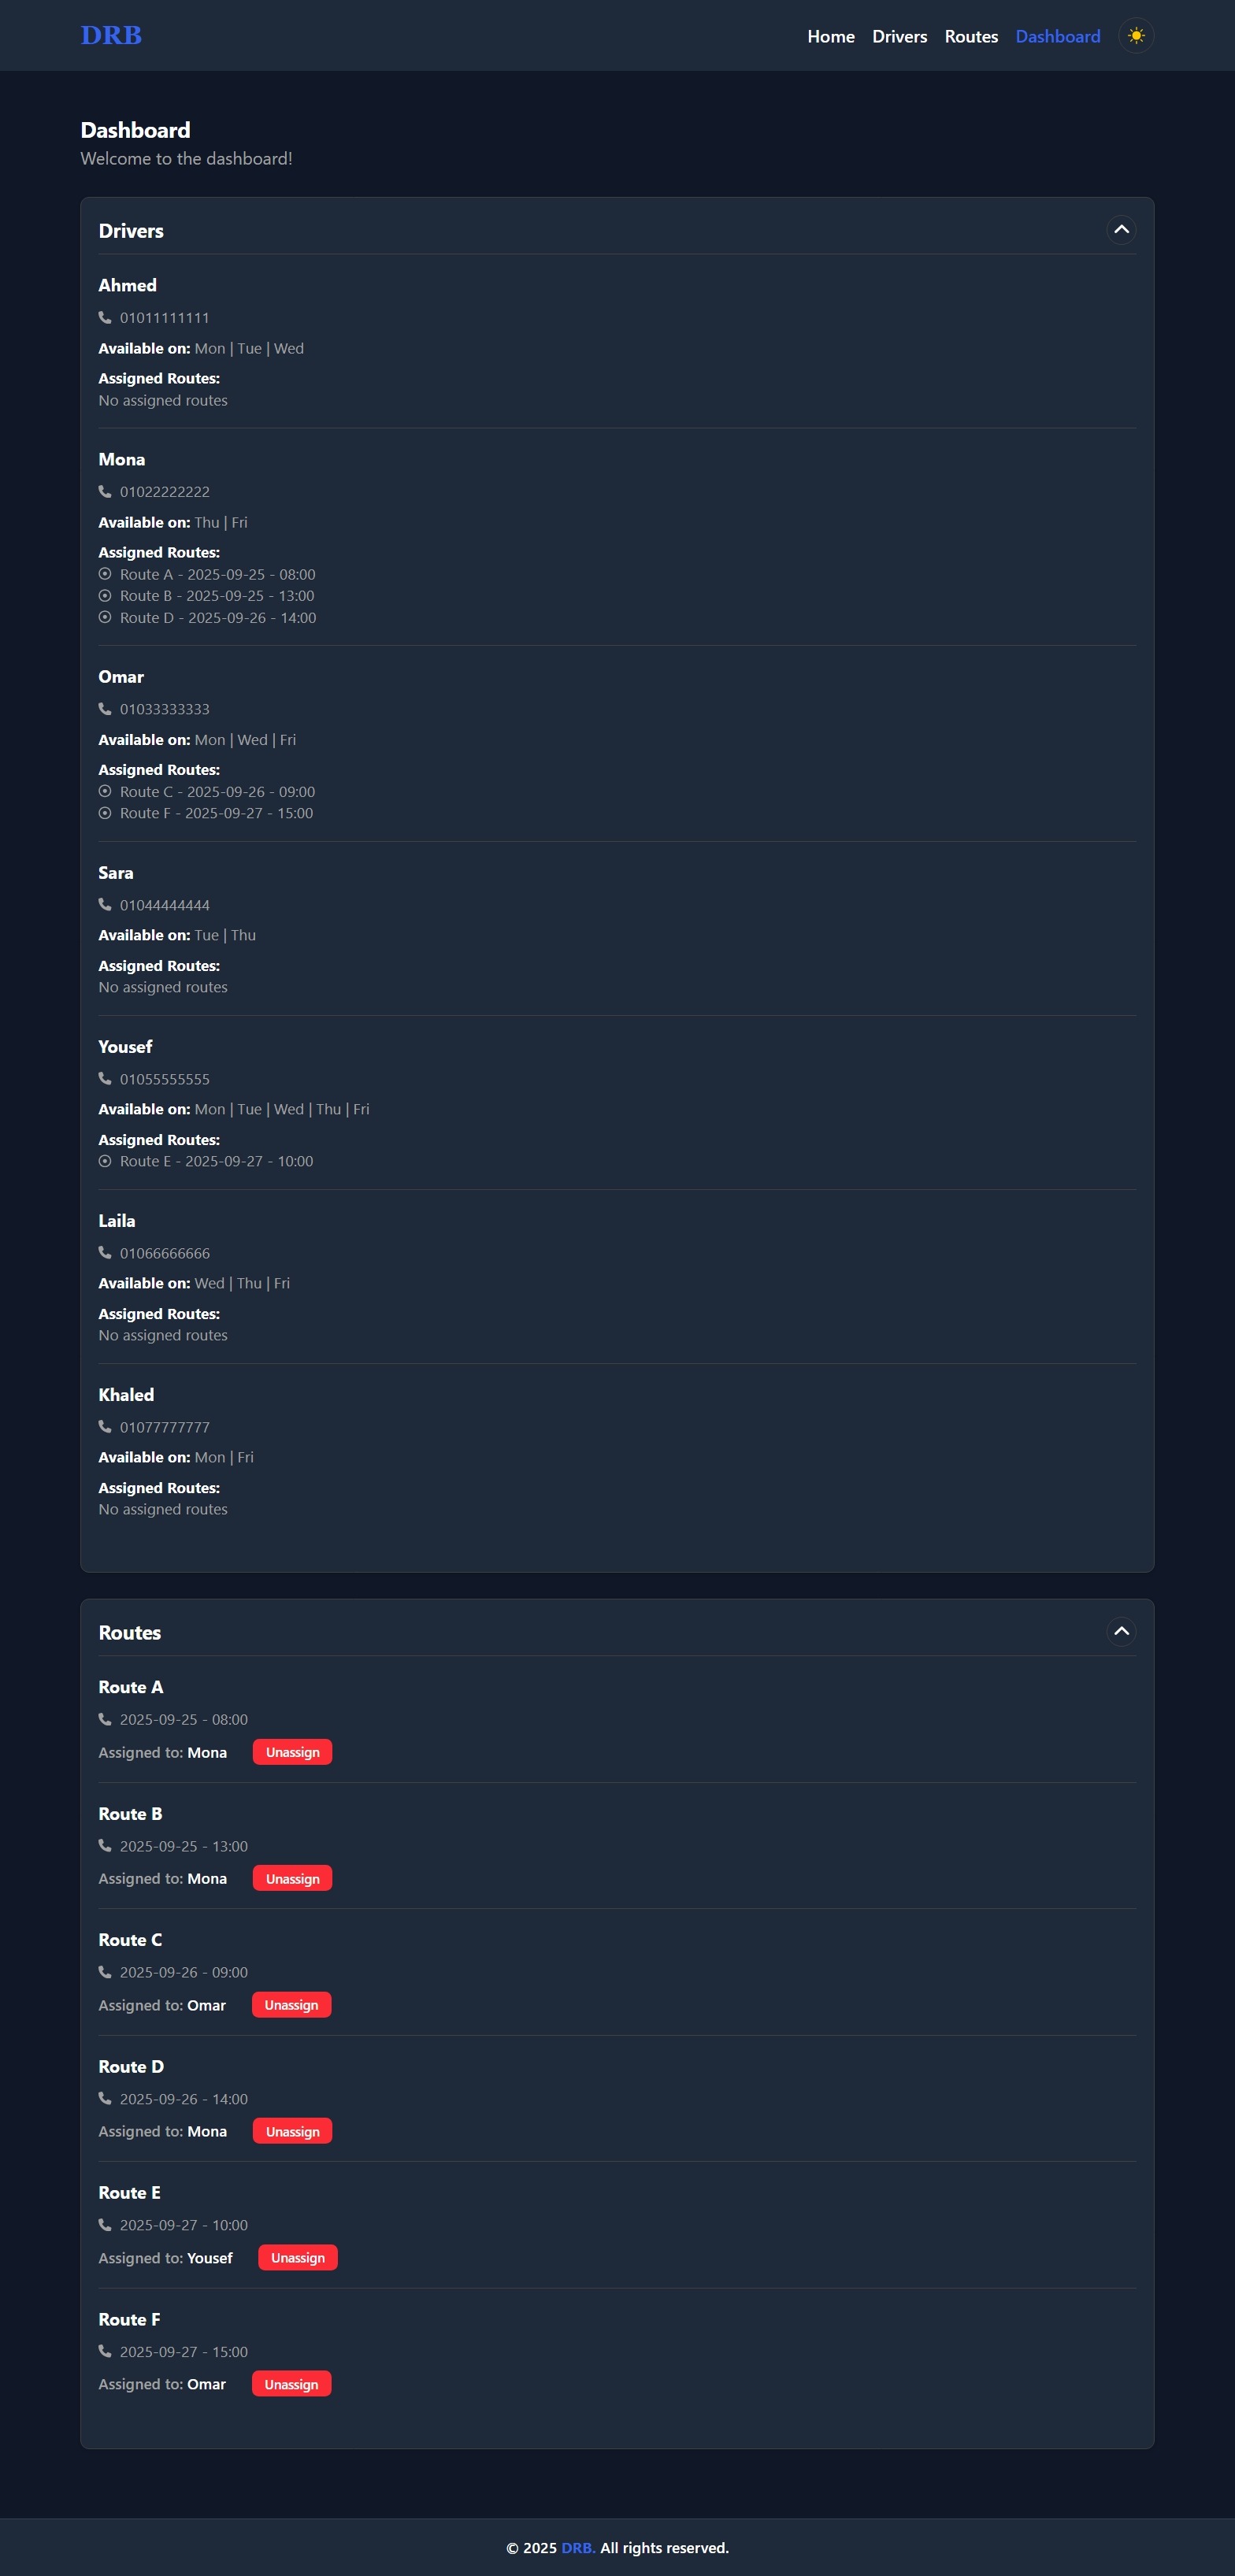 DRB
Home Drivers Routes Dashboard
Dashboard
Welcome to the dashboard!
Drivers
Ahmed
01011111111
Available on: Mon | Tue | Wed
Assigned Routes:
No assigned routes
Mona
01022222222
Available on: Thu | Fri
Assigned Routes:
Route A - 2025-09-25 - 08:00
Route B - 2025-09-25 - 13:00
Route D - 2025-09-26 - 14:00
Omar
01033333333
Available on: Mon | Wed | Fri
Assigned Routes:
Route C - 2025-09-26 - 09:00
Route F - 2025-09-27 - 15:00
Sara
01044444444
Available on: Tue | Thu
Assigned Routes:
No assigned routes
Yousef
01055555555
Available on: Mon | Tue | Wed | Thu | Fri
Assigned Routes:
Route E - 2025-09-27 - 10:00
Laila
01066666666
Available on: Wed | Thu | Fri
Assigned Routes:
No assigned routes
Khaled
01077777777
Available on: Mon | Fri
Assigned Routes:
No assigned routes
Routes
Route A
2025-09-25 - 08:00
Assigned to: Mona Unassign
Route B
2025-09-25 - 13:00
Assigned to: Mona Unassign
Route C
2025-09-26 - 09:00
Assigned to: Omar Unassign
Route D
2025-09-26 - 14:00
Assigned to: Mona Unassign
Route E
2025-09-27 - 10:00
Assigned to: Yousef Unassign
Route F
2025-09-27 - 15:00
Assigned to: Omar Unassign
© 2025 DRB. All rights reserved.